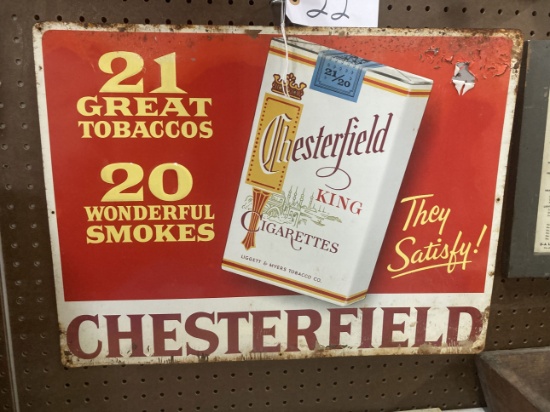 22
21
GREAT
TOBACCOS
20
WONDERFUL
SMOKES
21/20
Chesterfield
KING
CIGARETTES
LIGGETT & MYERS TOBACCO CO.
They
Satisfy!
CHESTERFIELD